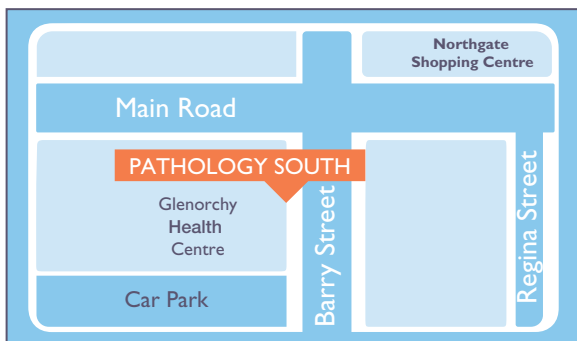 Northgate
Shopping Centre
Main Road
PATHOLOGY SOUTH
Glenorchy
Health
Centre
Car Park
Barry Street
Regina Street